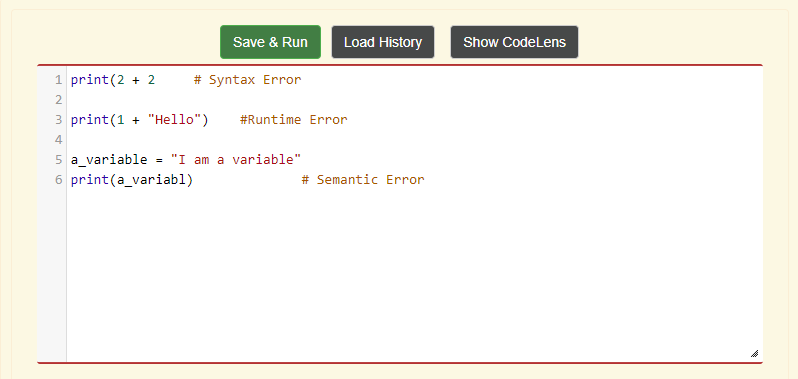 Save & Run Load History Show CodeLens
1 print(2 + 2     # Syntax Error
2
3 print(1 + "Hello")    #Runtime Error
4
5 a_variable = "I am a variable"
6 print(a_variabl)              # Semantic Error